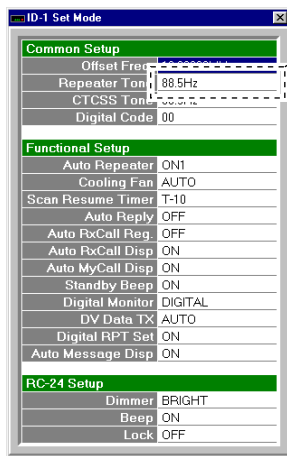 ID-1 Set Mode
Common Setup
Offset Freq.
Repeater Tone 88.5Hz
CTCSS Tone 88.5Hz
Digital Code 00
Functional Setup
Auto Repeater ON1
Cooling Fan AUTO
Scan Resume Timer T-10
Auto Reply OFF
Auto RxCall Reg. OFF
Auto RxCall Disp ON
Auto MyCall Disp ON
Standby Beep ON
Digital Monitor DIGITAL
DV Data TX AUTO
Digital RPT Set ON
Auto Message Disp ON
RC-24 Setup
Dimmer BRIGHT
Beep ON
Lock OFF